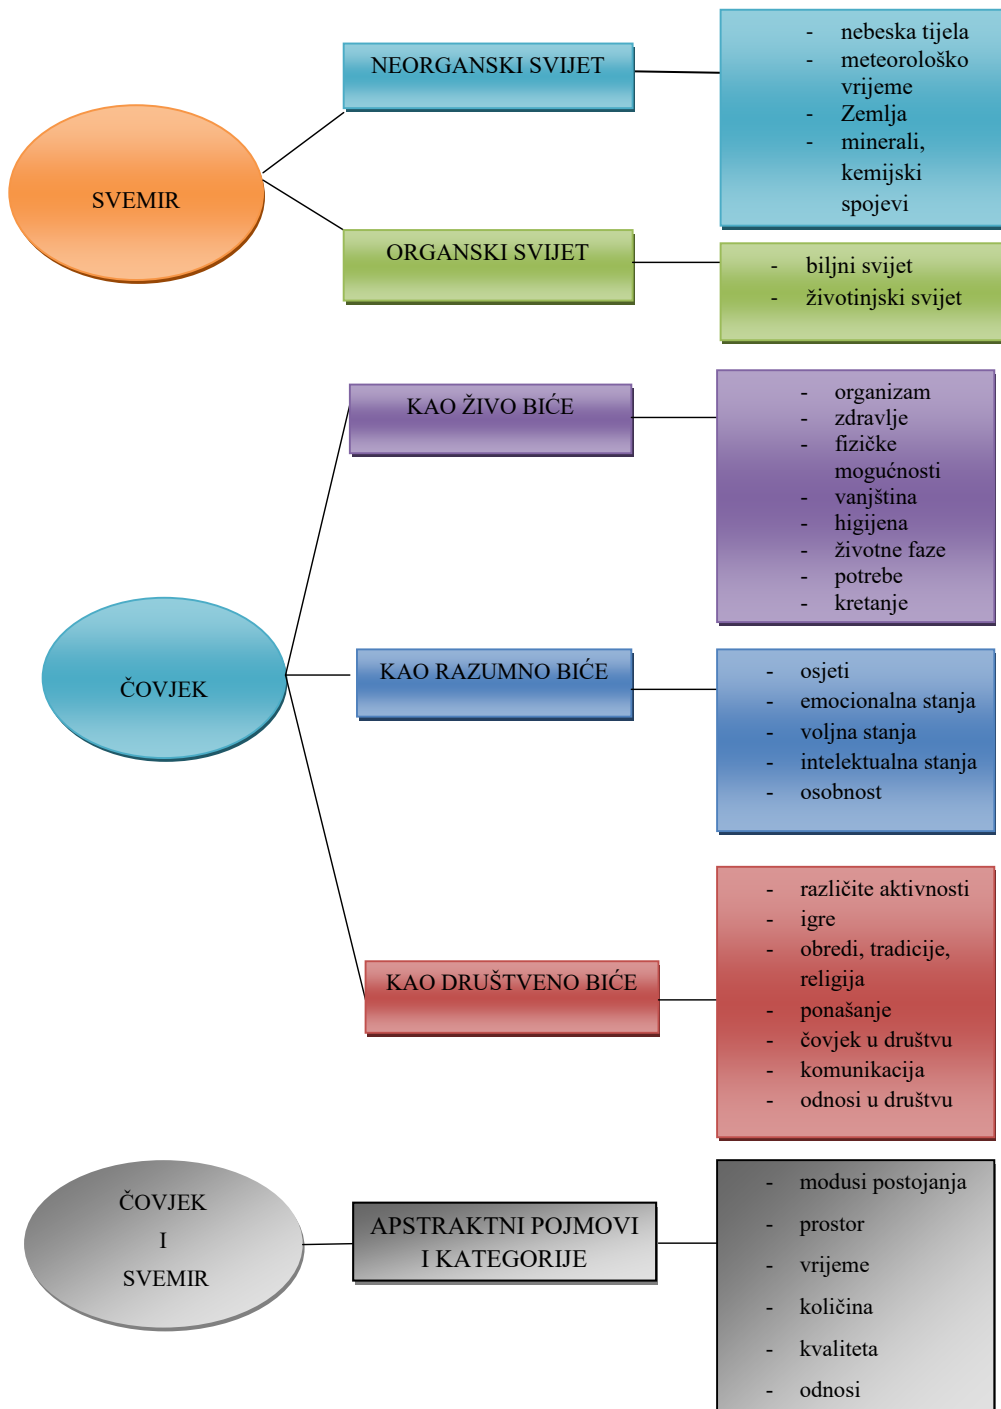 SVEMIR
NEORGANSKI SVIJET
- nebeska tijela
- meteorološko
vrijeme
- Zemlja
- minerali,
kemijski
spojevi
ORGANSKI SVIJET
- biljni svijet
- životinjski svijet
ČOVJEK
KAO ŽIVO BIĆE
- organizam
- zdravlje
- fizičke
mogućnosti
- vanjština
- higijena
- životne faze
- potrebe
- kretanje
KAO RAZUMNO BIĆE
- osjeti
- emocionalna stanja
- voljna stanja
- intelektualna stanja
- osobnost
KAO DRUŠTVENO BIĆE
- različite aktivnosti
- igre
- obredi, tradicije,
religija
- ponašanje
- čovjek u društvu
- komunikacija
- odnosi u društvu
ČOVJEK
I
SVEMIR
APSTRAKTNI POJMOVI
I KATEGORIJE
- modusi postojanja
- prostor
- vrijeme
- količina
- kvaliteta
- odnosi